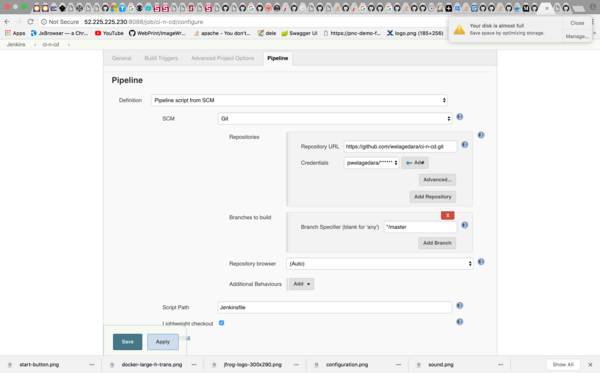 Not Secure 52.225.225.230:8088/job/ci-n-cd/configure
Your disk is almost full
Save space by optimizing storage.
Close
Manage...
Apps
JsBrowser — a Chr...
YouTube
WebPrint/ImageWr...
apache - You don't...
dele
Swagger UI
https://pnc-demo-f...
logo.png (185×256)
Jenkins
ci-n-cd
General
Build Triggers
Advanced Project Options
Pipeline
Pipeline
Definition
Pipeline script from SCM
SCM
Git
Repositories
Repository URL
https://github.com/welagedara/ci-n-cd.git
Credentials
pwelagedara/******
Add
Advanced...
Add Repository
Branches to build
X
Branch Specifier (blank for 'any')
*/master
Add Branch
Repository browser
(Auto)
Additional Behaviours
Add
Script Path
Jenkinsfile
Lightweight checkout
Save
Apply
start-button.png
docker-large-h-trans.png
jfrog-logo-300x290.png
configuration.png
sound.png
Show All